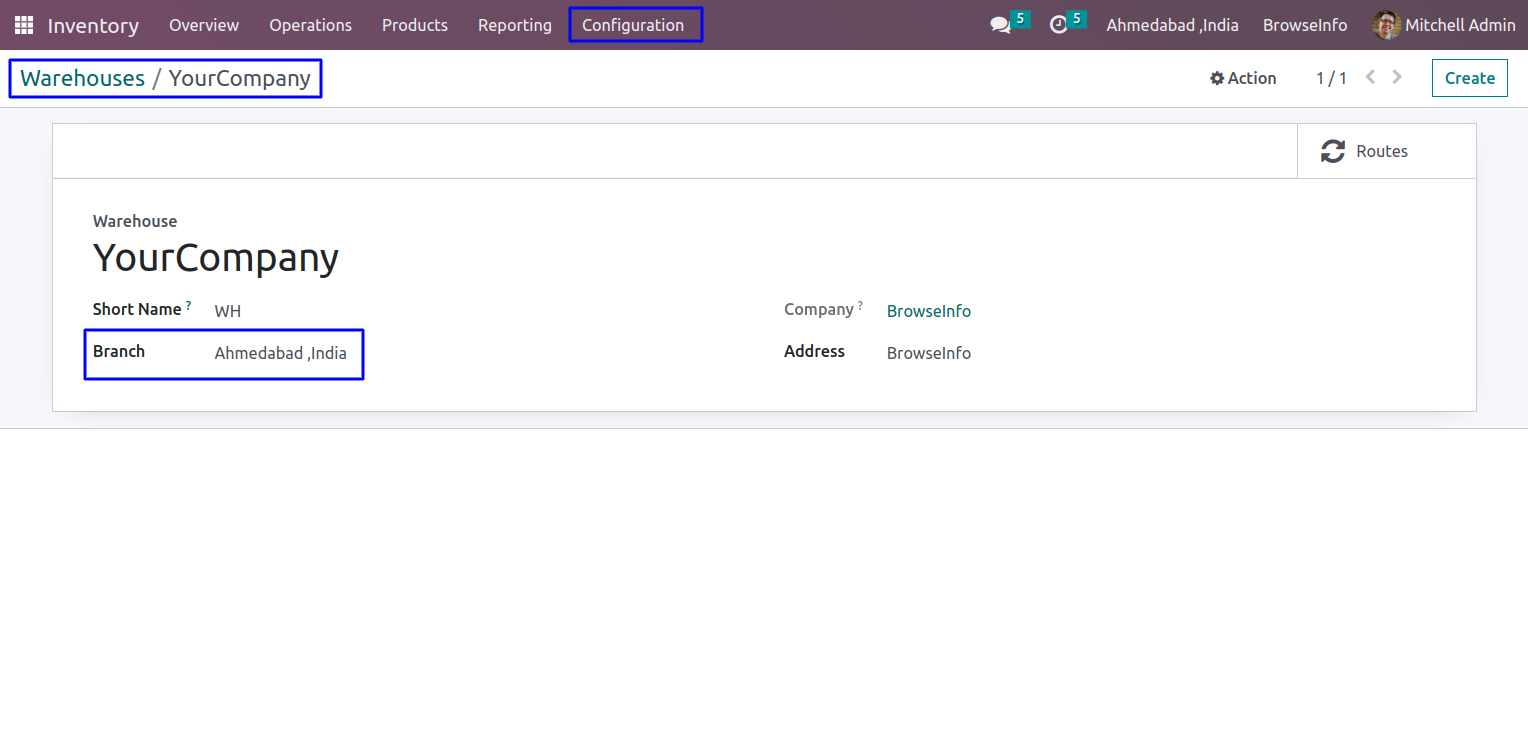 Inventory Overview Operations Products Reporting Configuration 5 5 Ahmedabad ,India BrowseInfo Mitchell Admin
Warehouses / YourCompany Action 1 / 1 Create
Routes
Warehouse
YourCompany
Short Name ? WH Company ? BrowseInfo
Branch Ahmedabad ,India Address BrowseInfo